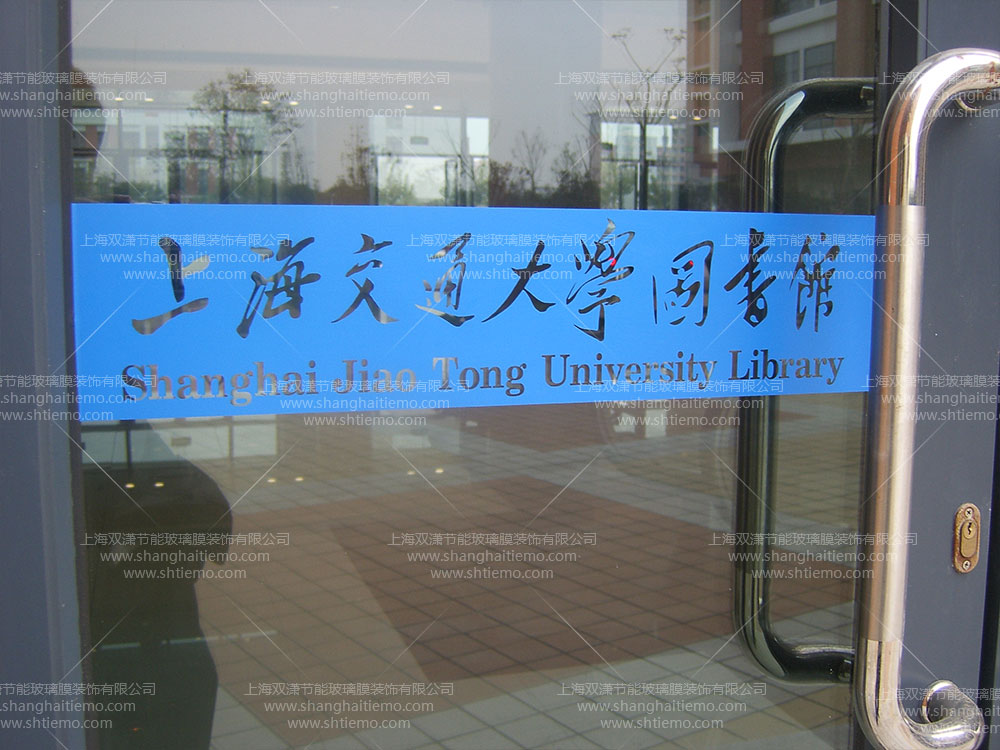 上海双潇节能玻璃膜装饰有限公司
www.shanghaitiemo.com
www.shtiemo.com
上海交通大學圖書館
Shanghai Jiao Tong University Library